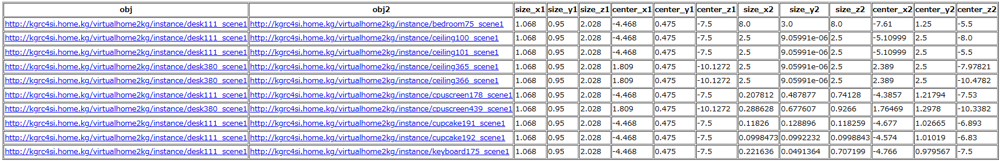 obj obj2 size_x1 size_y1 size_z1 center_x1 center_y1 center_z1 size_x2 size_y2 size_z2 center_x2 center_y2 center_z2
http://kgrc4si.home.kg/virtualhome2kg/instance/desk111_scene1 http://kgrc4si.home.kg/virtualhome2kg/instance/bedroom75_scene1 1.068 0.95 2.028 -4.468 0.475 -7.5 8.0 3.0 8.0 -7.61 1.25 -5.5
http://kgrc4si.home.kg/virtualhome2kg/instance/desk111_scene1 http://kgrc4si.home.kg/virtualhome2kg/instance/ceiling100_scene1 1.068 0.95 2.028 -4.468 0.475 -7.5 2.5 9.05991e-06 2.5 -5.10999 2.5 -8.0
http://kgrc4si.home.kg/virtualhome2kg/instance/desk111_scene1 http://kgrc4si.home.kg/virtualhome2kg/instance/ceiling101_scene1 1.068 0.95 2.028 -4.468 0.475 -7.5 2.5 9.05991e-06 2.5 -5.10999 2.5 -5.5
http://kgrc4si.home.kg/virtualhome2kg/instance/desk380_scene1 http://kgrc4si.home.kg/virtualhome2kg/instance/ceiling365_scene1 1.068 0.95 2.028 1.809 0.475 -10.1272 2.5 9.05991e-06 2.5 2.389 2.5 -7.97821
http://kgrc4si.home.kg/virtualhome2kg/instance/desk380_scene1 http://kgrc4si.home.kg/virtualhome2kg/instance/ceiling366_scene1 1.068 0.95 2.028 1.809 0.475 -10.1272 2.5 9.05991e-06 2.5 2.389 2.5 -10.4782
http://kgrc4si.home.kg/virtualhome2kg/instance/desk111_scene1 http://kgrc4si.home.kg/virtualhome2kg/instance/cpuscreen178_scene1 1.068 0.95 2.028 -4.468 0.475 -7.5 0.207812 0.487877 0.74128 -4.3857 1.21794 -7.53
http://kgrc4si.home.kg/virtualhome2kg/instance/desk380_scene1 http://kgrc4si.home.kg/virtualhome2kg/instance/cpuscreen439_scene1 1.068 0.95 2.028 1.809 0.475 -10.1272 0.288628 0.677607 0.9266 1.76469 1.2978 -10.3382
http://kgrc4si.home.kg/virtualhome2kg/instance/desk111_scene1 http://kgrc4si.home.kg/virtualhome2kg/instance/cupcake191_scene1 1.068 0.95 2.028 -4.468 0.475 -7.5 0.11826 0.128896 0.118259 -4.677 1.02665 -6.893
http://kgrc4si.home.kg/virtualhome2kg/instance/desk111_scene1 http://kgrc4si.home.kg/virtualhome2kg/instance/cupcake192_scene1 1.068 0.95 2.028 -4.468 0.475 -7.5 0.0998473 0.0992232 0.0998843 -4.574 1.01019 -6.83
http://kgrc4si.home.kg/virtualhome2kg/instance/desk111_scene1 http://kgrc4si.home.kg/virtualhome2kg/instance/keyboard175_scene1 1.068 0.95 2.028 -4.468 0.475 -7.5 0.221636 0.0491364 0.707199 -4.766 0.979567 -7.5